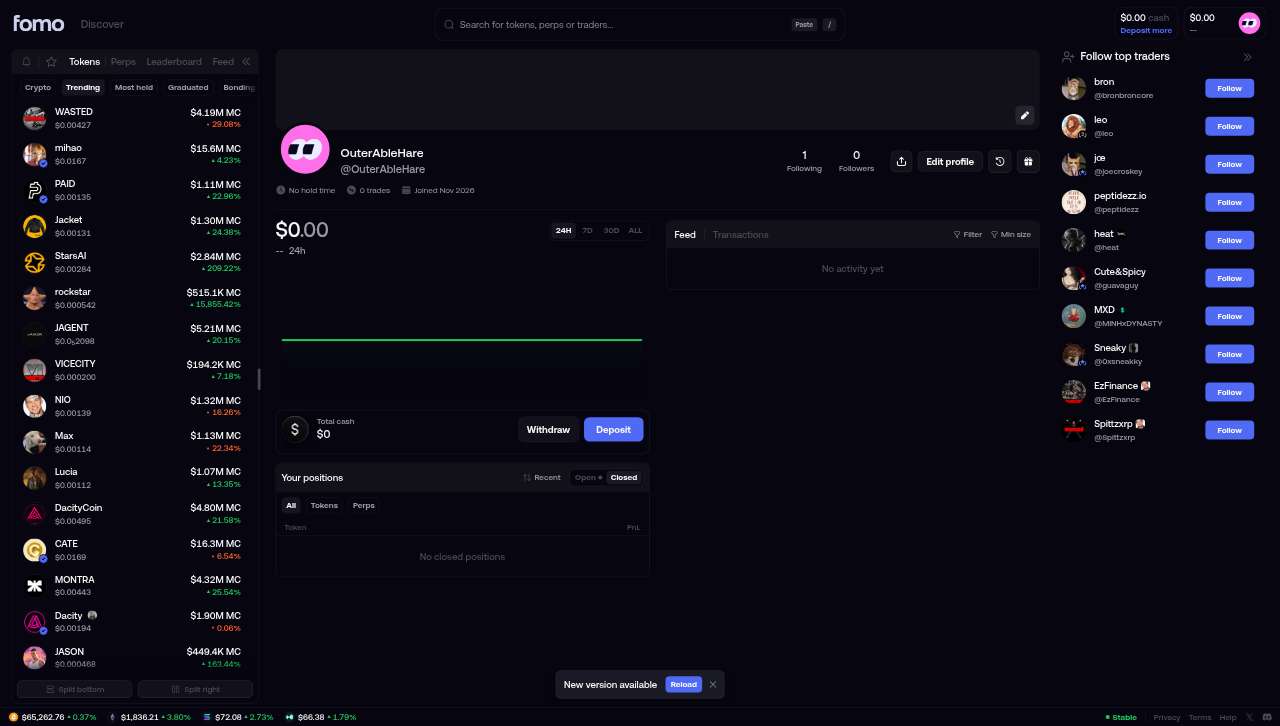 fomo
Discover
Search for tokens, perps or traders...
Paste
/
$0.00 cash
Deposit more
$0.00
—
Tokens
Perps
Leaderboard
Feed
Crypto
Trending
Most held
Graduated
Bonding
WASTED $4.19M MC
$0.00427 29.08%
mihao $15.6M MC
$0.0167 4.23%
PAID $1.11M MC
$0.00135 22.96%
Jacket $1.30M MC
$0.00131 24.38%
StarsAI $2.84M MC
$0.00284 209.22%
rockstar $515.1K MC
$0.000542 15,855.42%
JAGENT $5.21M MC
$0.0₅2098 20.15%
VICECITY $194.2K MC
$0.000200 7.18%
NIO $1.32M MC
$0.00139 16.26%
Max $1.13M MC
$0.00114 22.34%
Lucia $1.07M MC
$0.00112 13.35%
DacityCoin $4.80M MC
$0.00495 21.58%
CATE $16.3M MC
$0.0169 6.54%
MONTRA $4.32M MC
$0.00443 25.54%
Dacity $1.90M MC
$0.00194 0.06%
JASON $449.4K MC
$0.000468 163.44%
Split bottom
Split right
OuterAbleHare
@OuterAbleHare
1
Following
0
Followers
Edit profile
No hold time
0 trades
Joined Nov 2026
$0.00
24H 7D 30D ALL
-- 24h
Total cash
$0
Withdraw
Deposit
Your positions
Recent
Open
Closed
All
Tokens
Perps
Token
PnL
No closed positions
Feed
Transactions
Filter
Min size
No activity yet
Follow top traders
bron
@bronbroncore
Follow
leo
@leo
Follow
jœ
@joecroskey
Follow
peptidezz.io
@peptidezz
Follow
heat
@heat
Follow
Cute&Spicy
@guavaguy
Follow
MXD
@MINHxDYNASTY
Follow
Sneaky
@0xsneakky
Follow
EzFinance
@EzFinance
Follow
Spittzxrp
@Spittzxrp
Follow
New version available
Reload
$65,262.76 0.37%
$1,836.21 3.80%
$72.08 2.73%
$66.38 1.79%
Stable
Privacy
Terms
Help